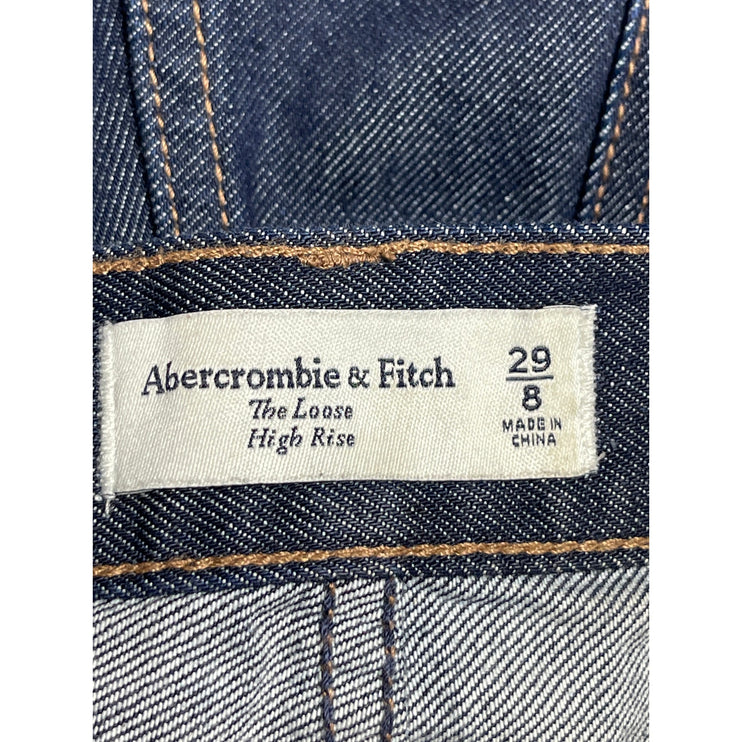 Abercrombie & Fitch
The Loose
High Rise
29
8
MADE IN
CHINA